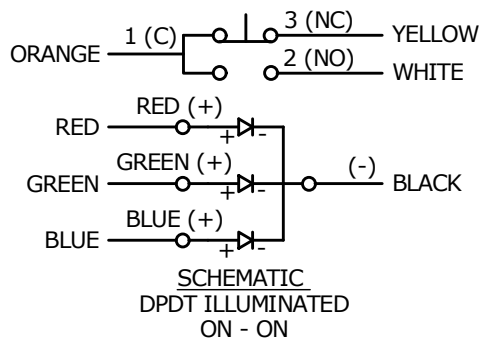 3 (NC)
1 (C)
YELLOW
ORANGE
2 (NO)
WHITE
RED (+)
RED
+ -
GREEN (+)
(-)
GREEN
+ -
BLACK
BLUE (+)
BLUE
+ -
SCHEMATIC
DPDT ILLUMINATED
ON - ON